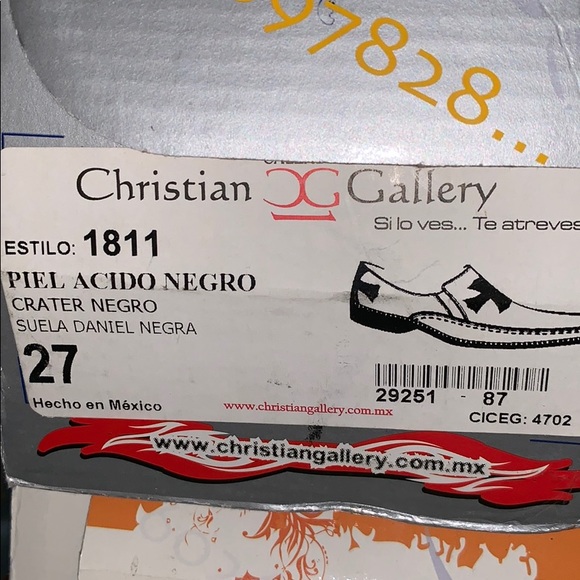 97828...
Christian CG Gallery
Si lo ves... Te atreves
ESTILO: 1811
PIEL ACIDO NEGRO
CRATER NEGRO
SUELA DANIEL NEGRA
27
29251 - 87
Hecho en México
www.christiangallery.com.mx
CICEG: 4702
www.christiangallery.com.mx